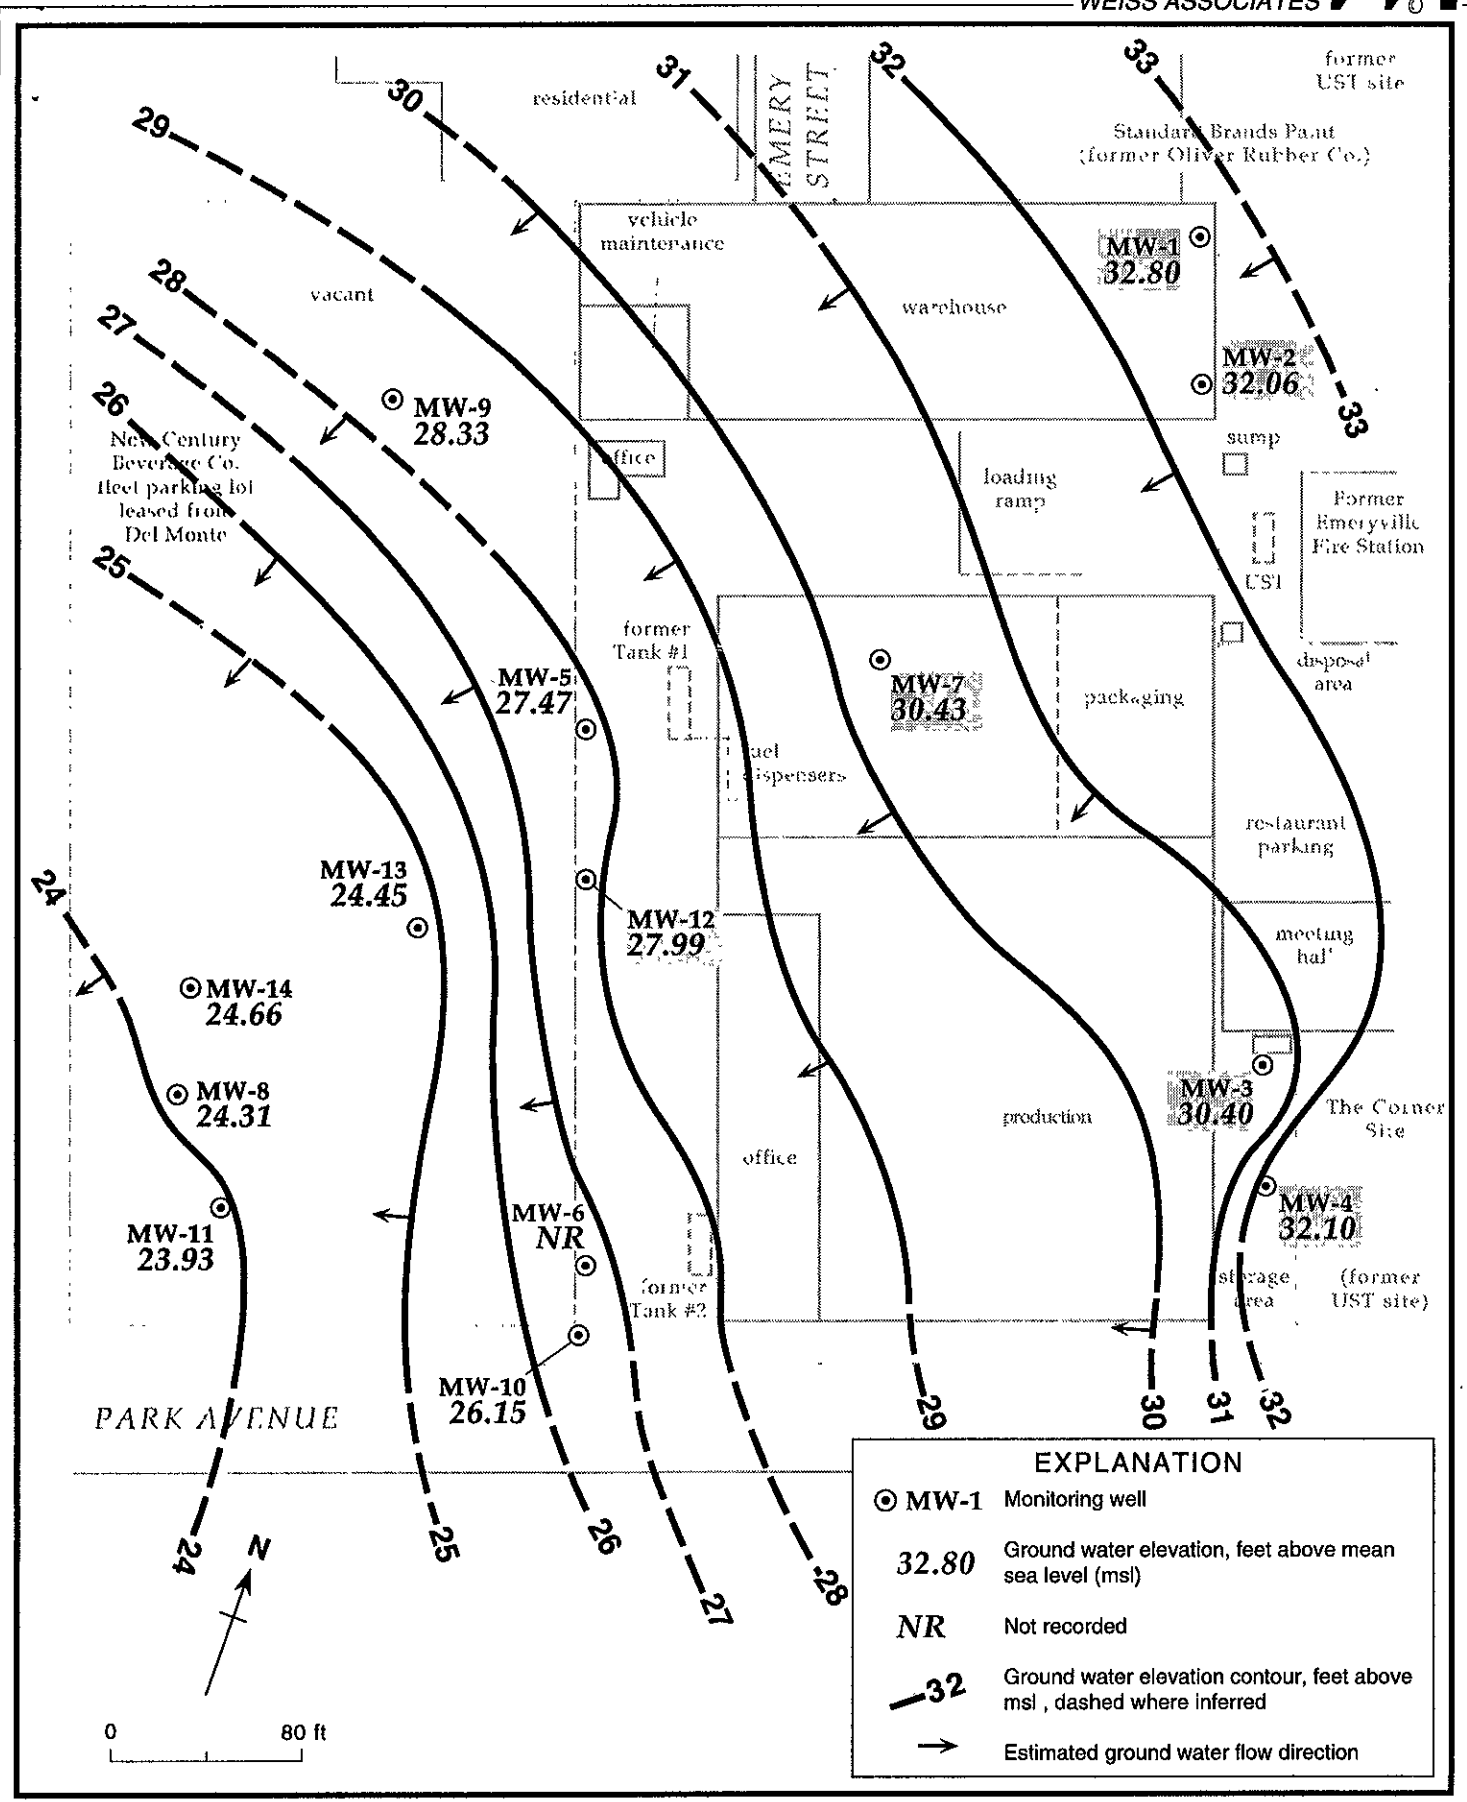 WEISS ASSOCIATES
33
32
31
30
29
28
27
26
25
24
former
UST site
residential
EMERY
STREET
Standard Brands Paint
(former Oliver Rubber Co.)
vehicle
maintenance
MW-1
32.80
vacant
warehouse
MW-2
32.06
33
MW-9
28.33
New Century
Beverage Co.
fleet parking lot
leased from
Del Monte
office
sump
loading
ramp
Former
Emeryville
Fire Station
UST
former
Tank #1
MW-5
27.47
MW-7
30.43
packaging
disposal
area
fuel
dispensers
restaurant
parking
MW-13
24.45
MW-12
27.99
meeting
hall
MW-14
24.66
MW-8
24.31
MW-3
30.40
production
The Corner
Site
office
MW-11
23.93
MW-6
NR
MW-4
32.10
former
Tank #2
storage
area
(former
UST site)
MW-10
26.15
PARK AVENUE
29
30
31
32
24
25
26
27
28
N
0 80 ft
EXPLANATION
MW-1 Monitoring well
32.80 Ground water elevation, feet above mean
sea level (msl)
NR Not recorded
32 Ground water elevation contour, feet above
msl , dashed where inferred
Estimated ground water flow direction